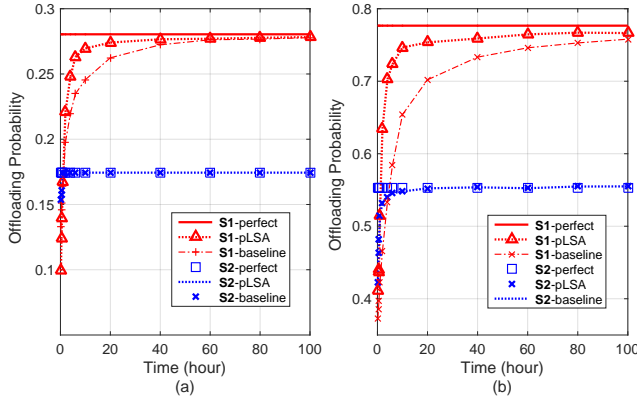 0.3
0.25
0.2
0.15
0.1
Offloading Probability
S1-perfect
S1-pLSA
S1-baseline
S2-perfect
S2-pLSA
S2-baseline
0 20 40 60 80 100
Time (hour)
(a)
0.8
0.7
0.6
0.5
0.4
Offloading Probability
S1-perfect
S1-pLSA
S1-baseline
S2-perfect
S2-pLSA
S2-baseline
0 20 40 60 80 100
Time (hour)
(b)